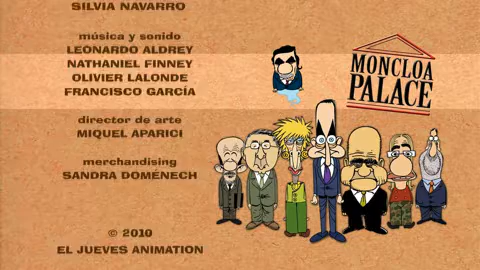 SILVIA NAVARRO
música y sonido
LEONARDO ALDREY
NATHANIEL FINNEY
OLIVIER LALONDE
FRANCISCO GARCÍA
director de arte
MIQUEL APARICI
merchandising
SANDRA DOMÉNECH
© 2010
EL JUEVES ANIMATION
MONCLOA
PALACE